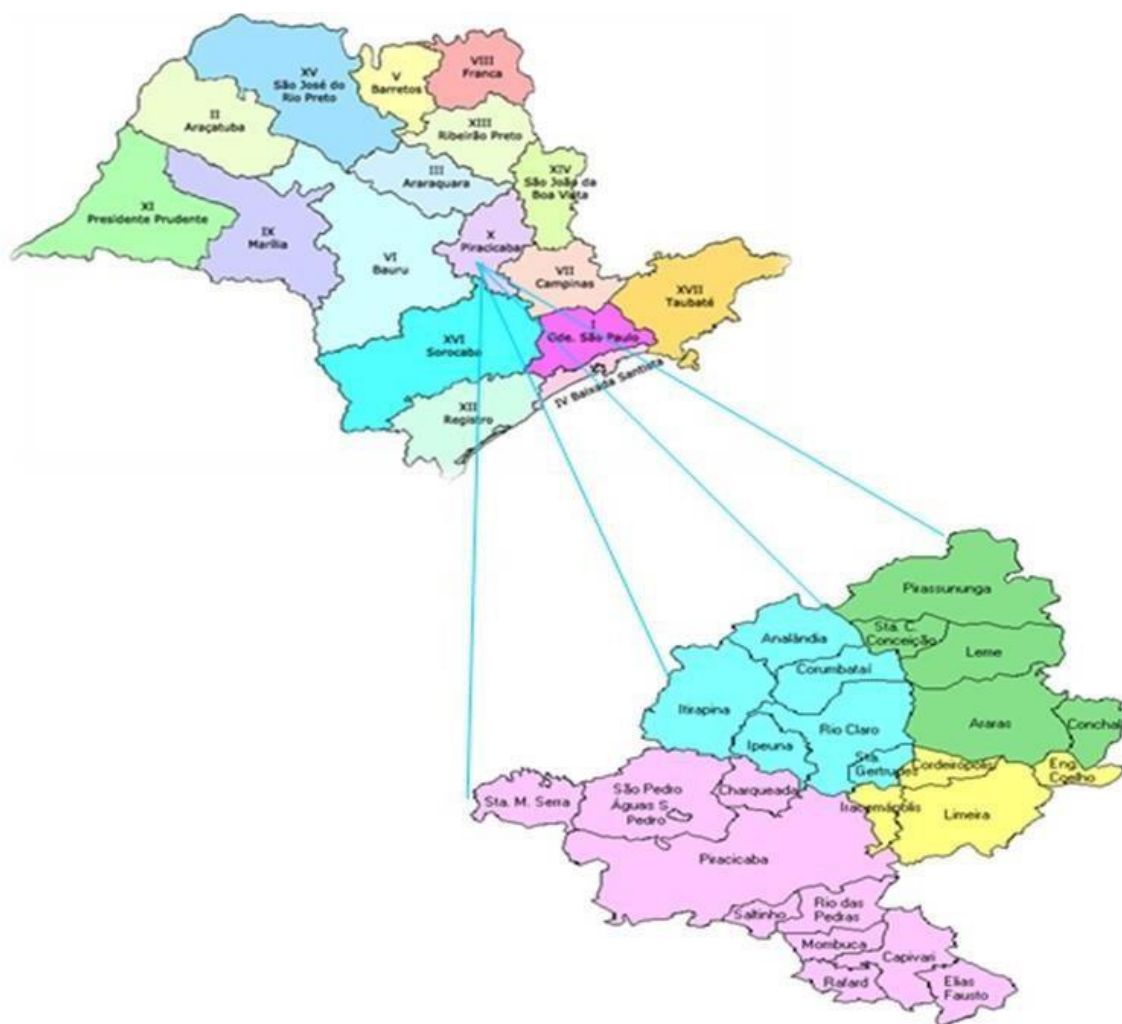 VIII
Franca
XV
São José do
Rio Preto
V
Barretos
II
Araçatuba
XIII
Ribeirão Preto
III
Araraquara
XIV
São João da
Boa Vista
XI
Presidente Prudente
IX
Marília
X
Piracicaba
VI
Bauru
VII
Campinas
XVII
Taubaté
I
Gde. São Paulo
XVI
Sorocaba
IV Baixada Santista
XII
Registro
Pirassununga
Sta. C.
Conceição
Analândia
Leme
Corumbataí
Itirapina
Rio Claro
Araras
Conchal
Ipeuna
Sta.
Gertrudes
Cordeirópolis
Eng.
Coelho
Sta. M. Serra
São Pedro
Águas S.
Pedro
Charqueada
Iracemápolis
Limeira
Piracicaba
Saltinho
Rio das
Pedras
Mombuca
Capivari
Rafard
Elias
Fausto